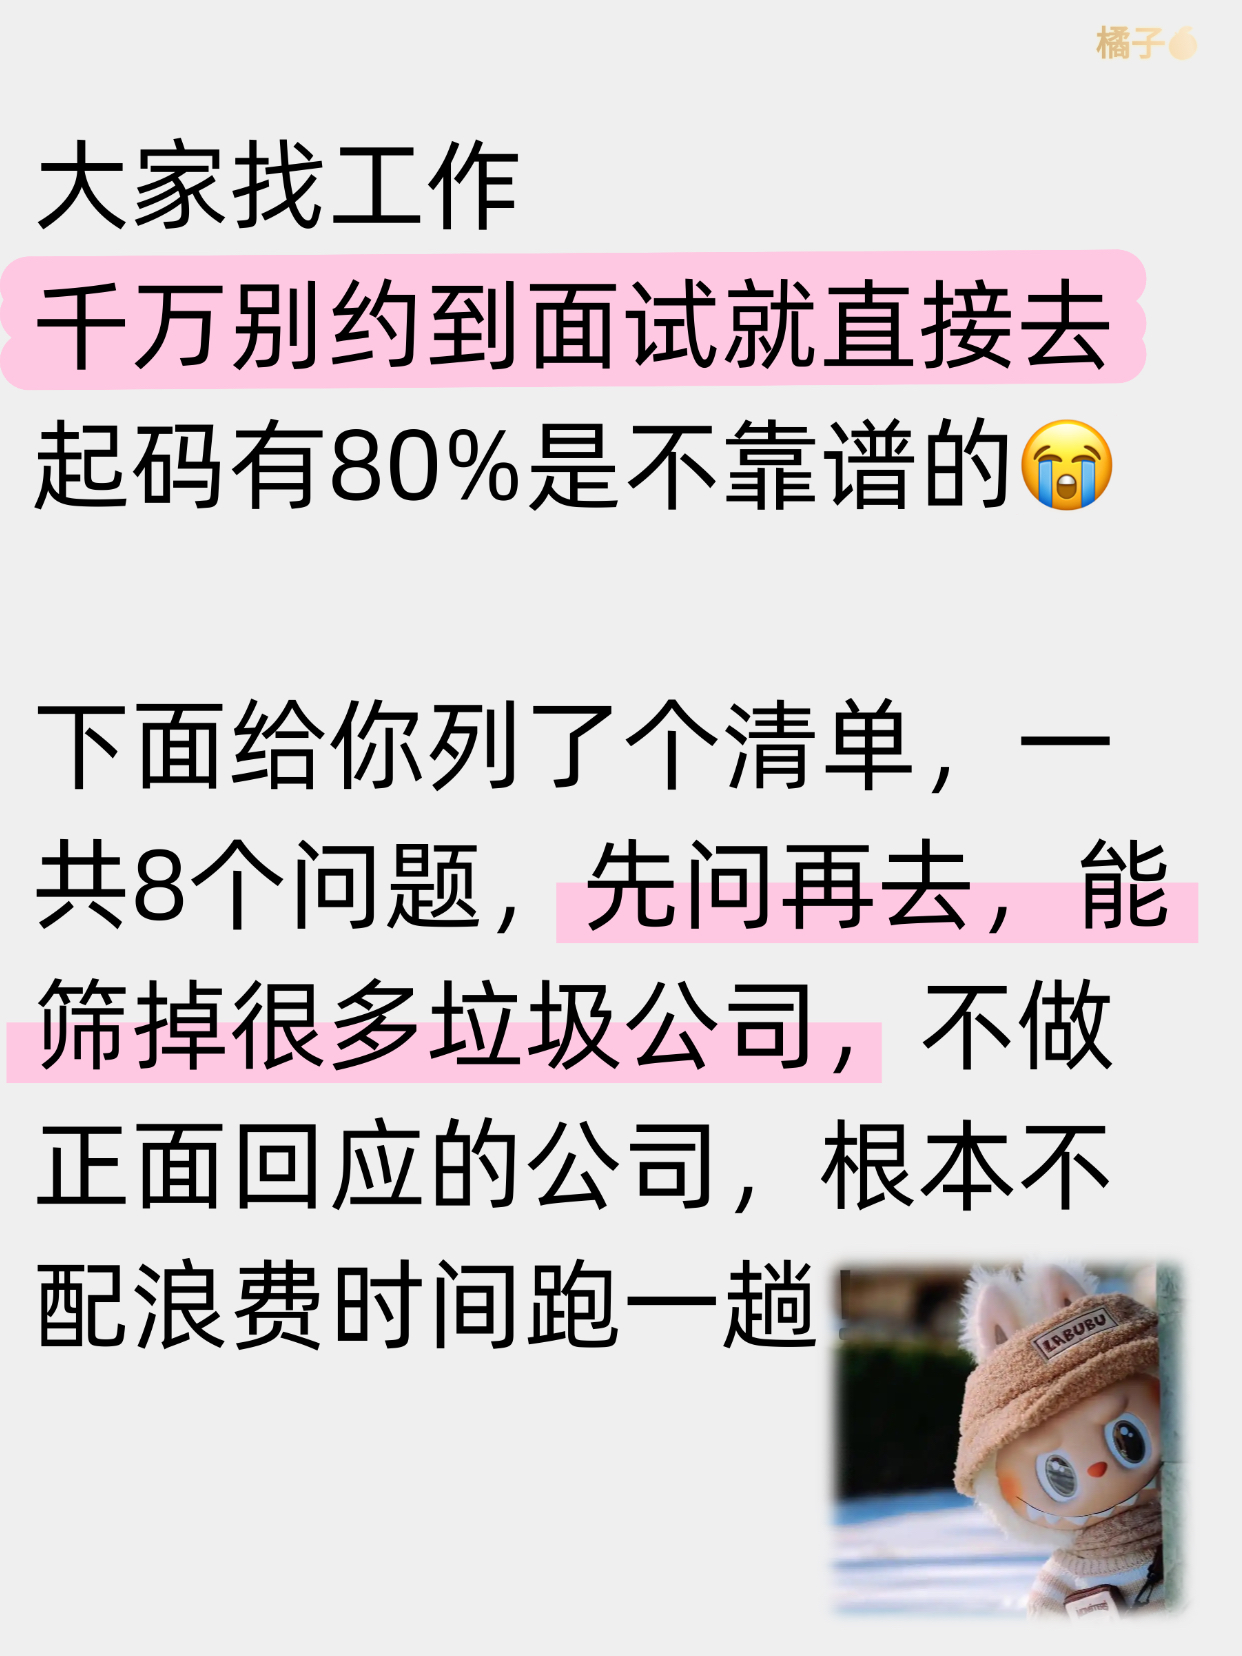 橘子
大家找工作
千万别约到面试就直接去
起码有80%是不靠谱的😭
下面给你列了个清单，一
共8个问题，先问再去，能
筛掉很多垃圾公司，不做
正面回应的公司，根本不
配浪费时间跑一趟！
LABUBU